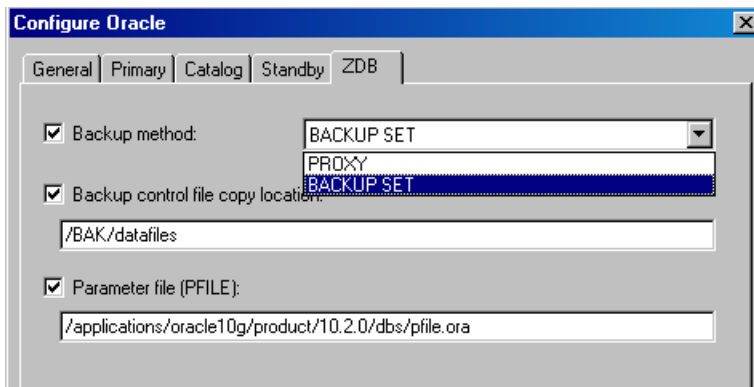 Configure Oracle
General Primary Catalog Standby ZDB
Backup method: BACKUP SET
PROXY
BACKUP SET
Backup control file copy location:
/BAK/datafiles
Parameter file (PFILE):
/applications/oracle10g/product/10.2.0/dbs/pfile.ora